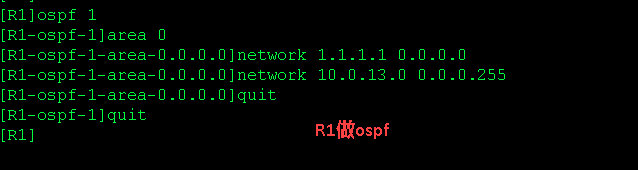 [R1]ospf 1
[R1-ospf-1]area 0
[R1-ospf-1-area-0.0.0.0]network 1.1.1.1 0.0.0.0
[R1-ospf-1-area-0.0.0.0]network 10.0.13.0 0.0.0.255
[R1-ospf-1-area-0.0.0.0]quit
[R1-ospf-1]quit
[R1]
R1做ospf